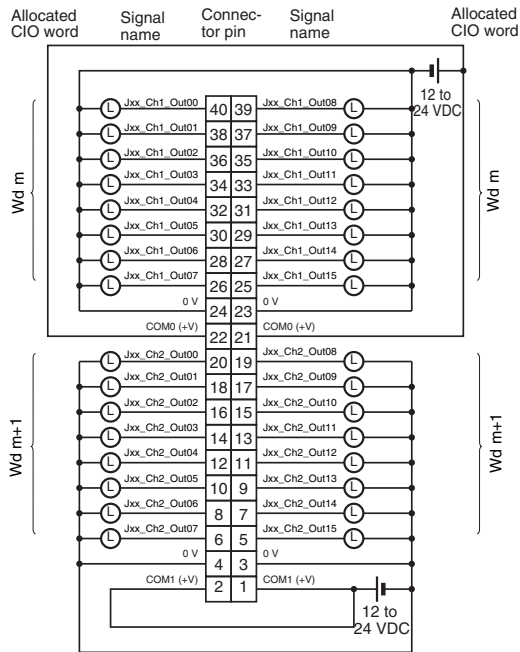 Allocated CIO word
Signal name
Connec- tor pin
Signal name
Allocated CIO word
12 to 24 VDC
Wd m
Wd m
Jxx_Ch1_Out00 40 39 Jxx_Ch1_Out08
L L
Jxx_Ch1_Out01 38 37 Jxx_Ch1_Out09
L L
Jxx_Ch1_Out02 36 35 Jxx_Ch1_Out10
L L
Jxx_Ch1_Out03 34 33 Jxx_Ch1_Out11
L L
Jxx_Ch1_Out04 32 31 Jxx_Ch1_Out12
L L
Jxx_Ch1_Out05 30 29 Jxx_Ch1_Out13
L L
Jxx_Ch1_Out06 28 27 Jxx_Ch1_Out14
L L
Jxx_Ch1_Out07 26 25 Jxx_Ch1_Out15
L L
0 V 24 23 0 V
COM0 (+V) 22 21 COM0 (+V)
Wd m+1
Wd m+1
Jxx_Ch2_Out00 20 19 Jxx_Ch2_Out08
L L
Jxx_Ch2_Out01 18 17 Jxx_Ch2_Out09
L L
Jxx_Ch2_Out02 16 15 Jxx_Ch2_Out10
L L
Jxx_Ch2_Out03 14 13 Jxx_Ch2_Out11
L L
Jxx_Ch2_Out04 12 11 Jxx_Ch2_Out12
L L
Jxx_Ch2_Out05 10 9 Jxx_Ch2_Out13
L L
Jxx_Ch2_Out06 8 7 Jxx_Ch2_Out14
L L
Jxx_Ch2_Out07 6 5 Jxx_Ch2_Out15
L L
0 V 4 3 0 V
COM1 (+V) 2 1 COM1 (+V)
12 to
24 VDC